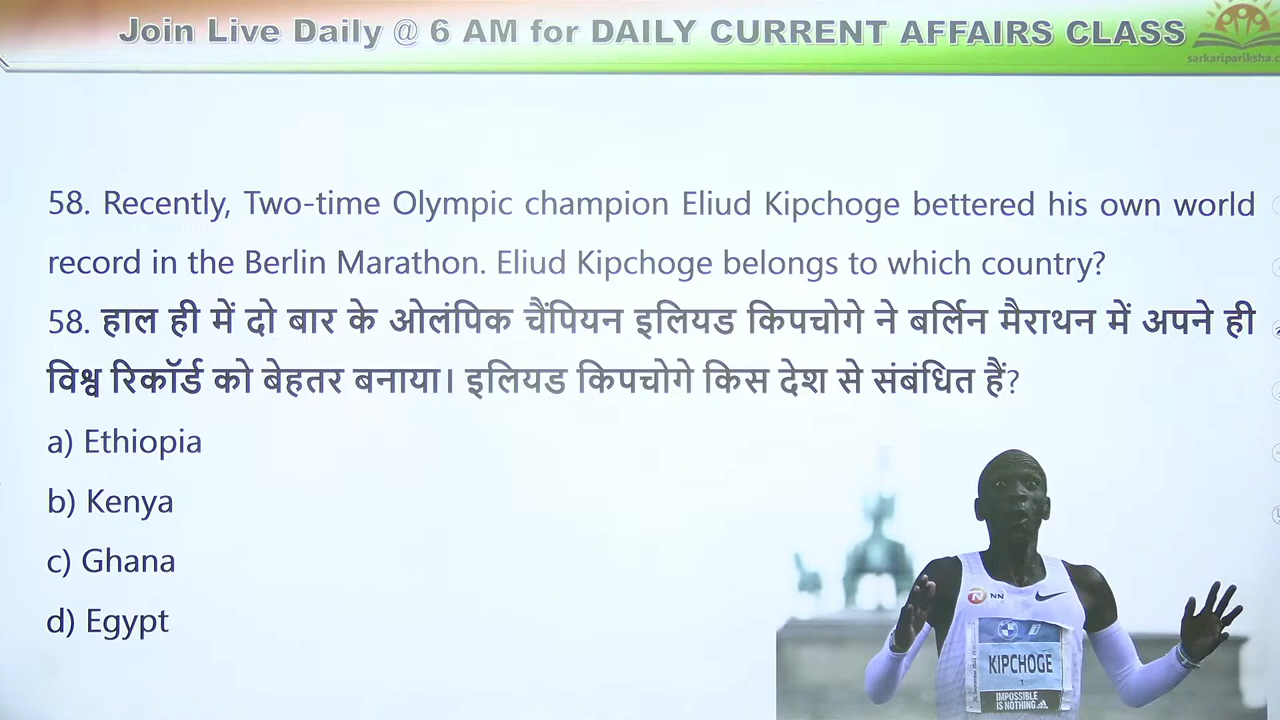 Join Live Daily @ 6 AM for DAILY CURRENT AFFAIRS CLASS
58. Recently, Two-time Olympic champion Eliud Kipchoge bettered his own world
record in the Berlin Marathon. Eliud Kipchoge belongs to which country?
58. हाल ही में दो बार के ओलंपिक चैंपियन इलियड किपचोगे ने बर्लिन मैराथन में अपने ही
विश्व रिकॉर्ड को बेहतर बनाया। इलियड किपचोगे किस देश से संबंधित हैं?
a) Ethiopia
b) Kenya
c) Ghana
d) Egypt
NN
KIPCHOGE
1
IMPOSSIBLE
IS NOTHING